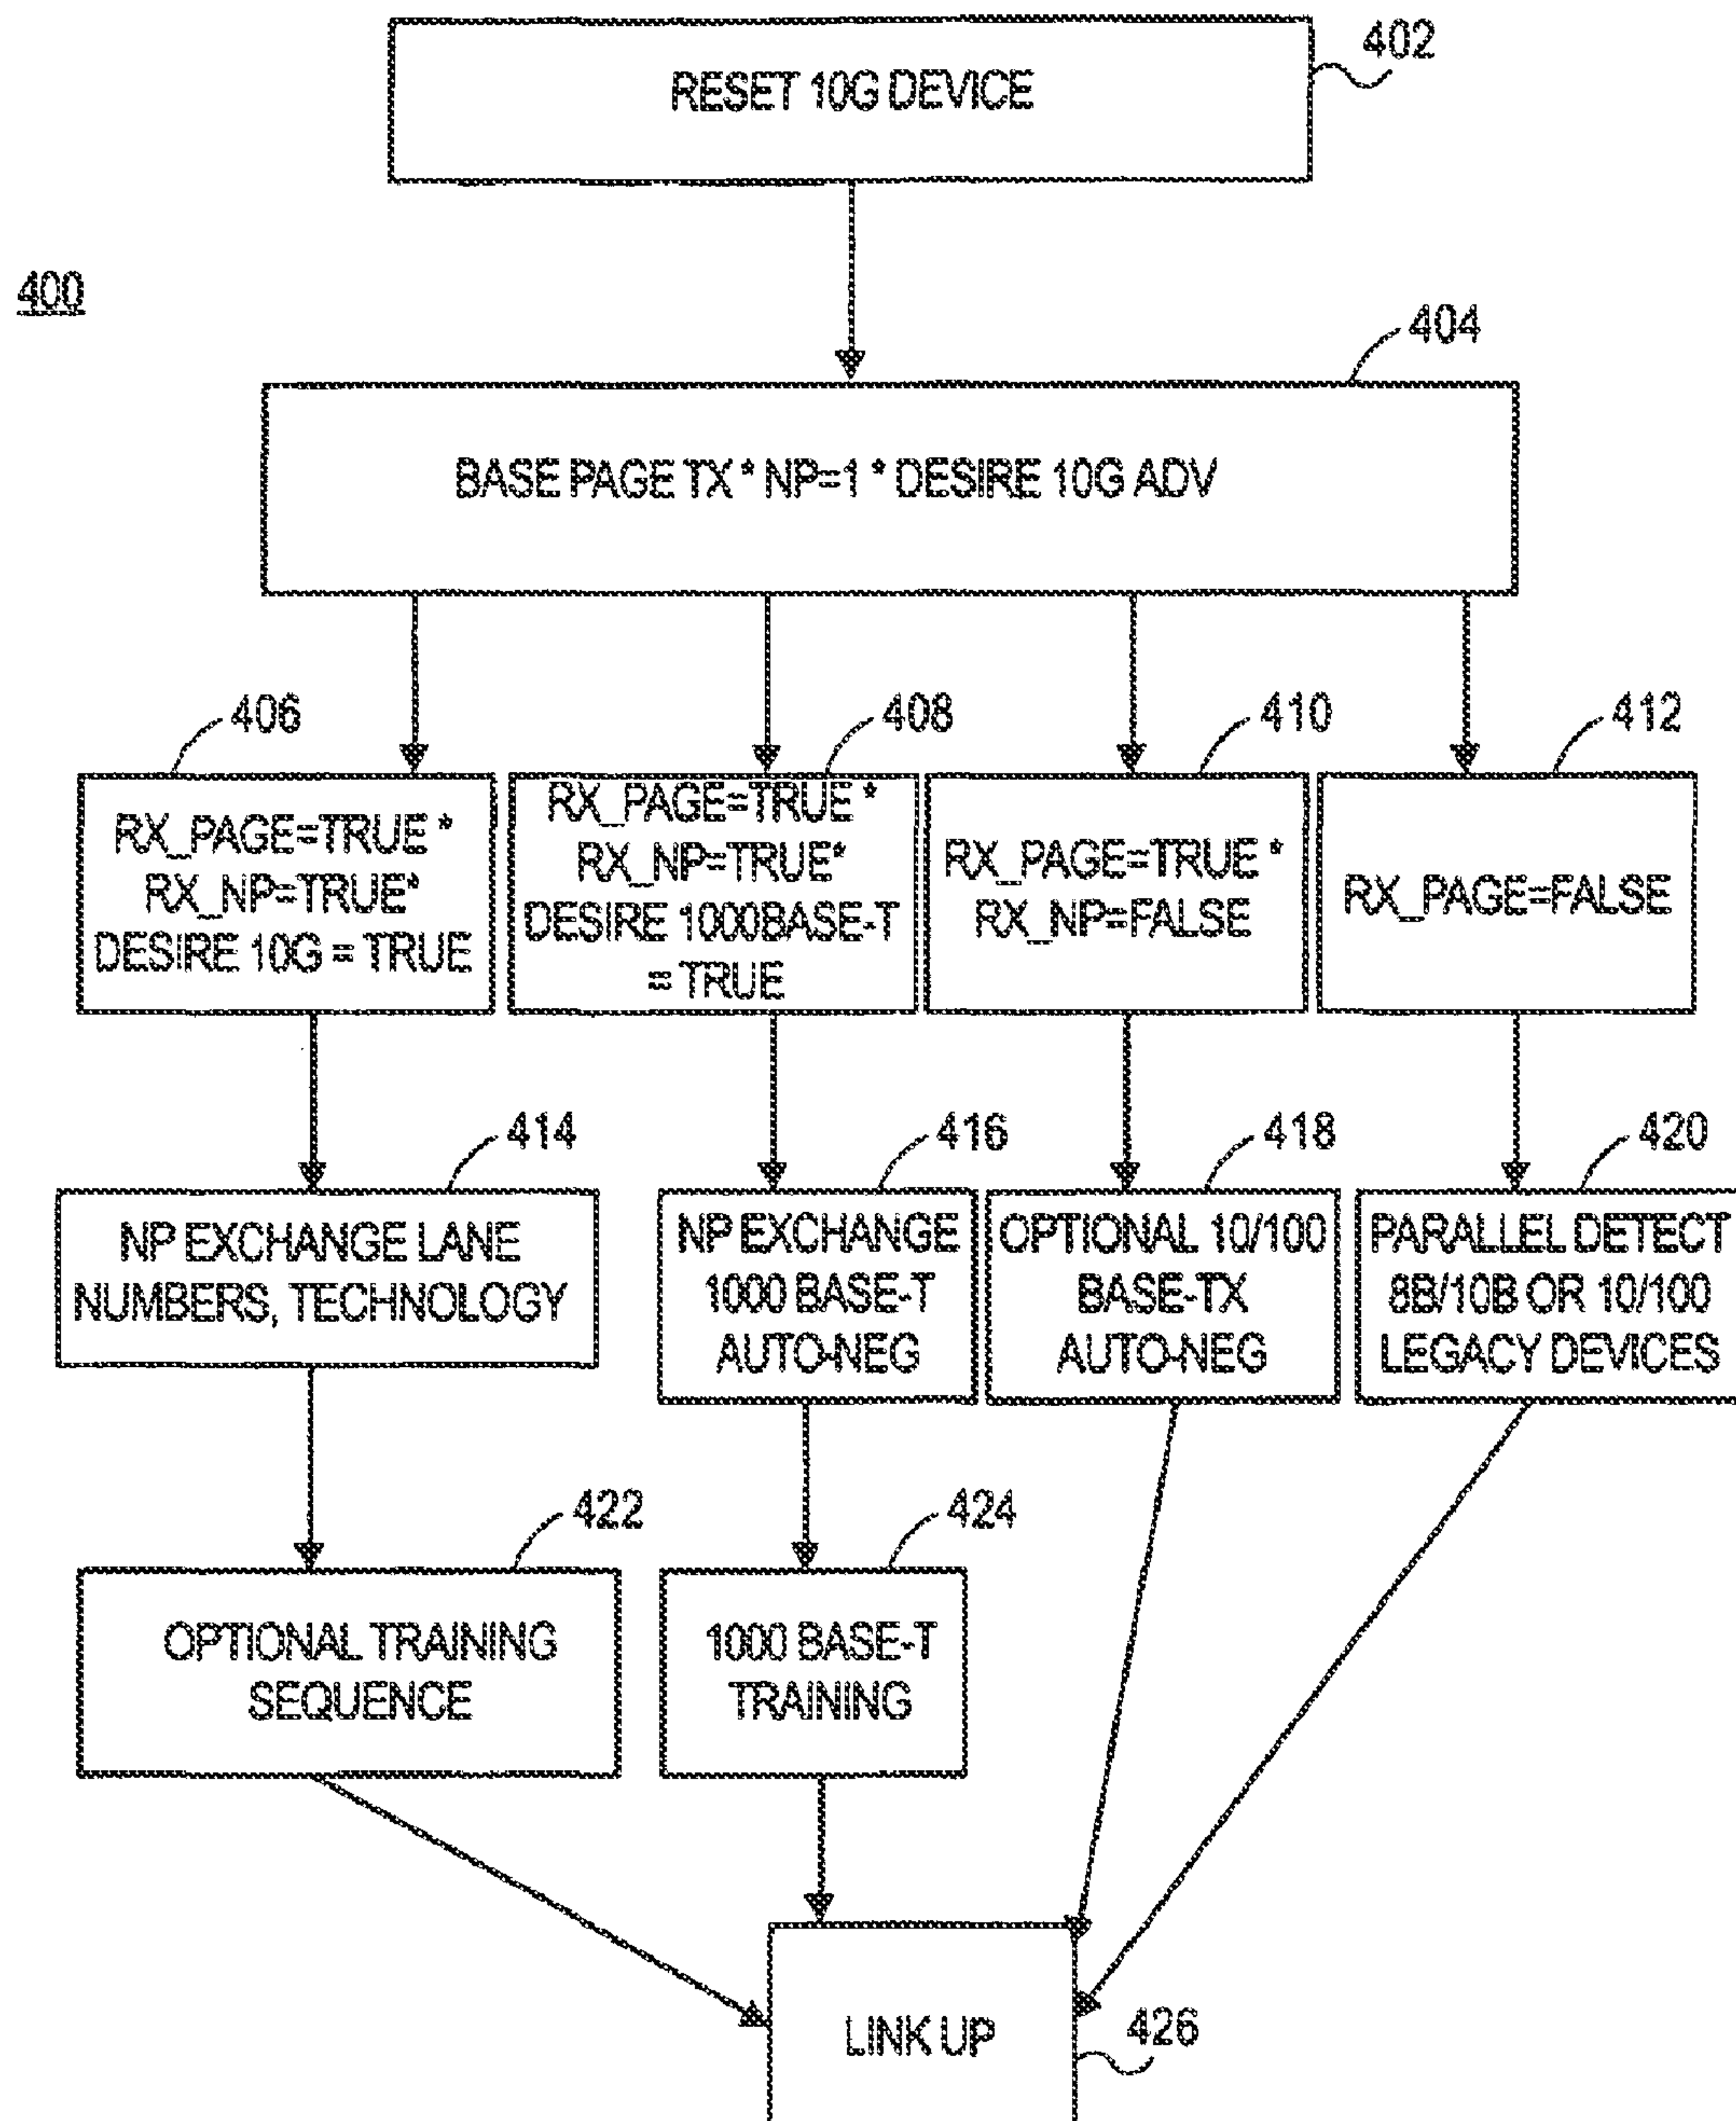 402
RESET 10G DEVICE
400
404
BASE PAGE TX * NP=1 * DESIRE 10G ADV
406
408
410
412
RX_PAGE=TRUE *
RX_NP=TRUE*
DESIRE 10G = TRUE
RX_PAGE=TRUE *
RX_NP=TRUE*
DESIRE 1000BASE-T
= TRUE
RX_PAGE=TRUE *
RX_NP=FALSE
RX_PAGE=FALSE
414
416
418
420
NP EXCHANGE LANE
NUMBERS, TECHNOLOGY
NP EXCHANGE
1000 BASE-T
AUTO-NEG
OPTIONAL 10/100
BASE-TX
AUTO-NEG
PARALLEL DETECT
8B/10B OR 10/100
LEGACY DEVICES
422
424
OPTIONAL TRAINING
SEQUENCE
1000 BASE-T
TRAINING
LINK UP
426